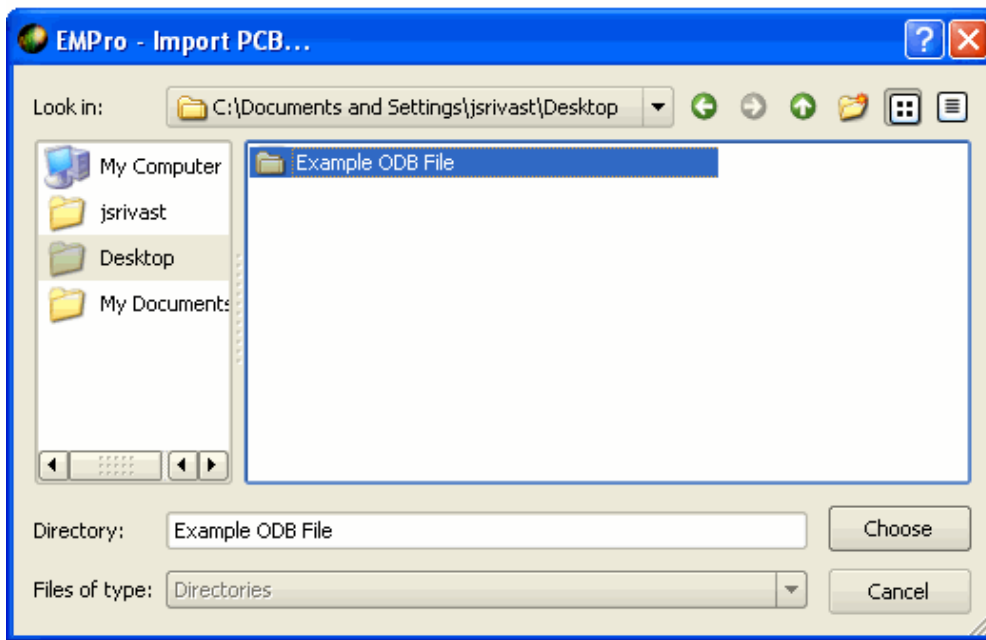 EMPro - Import PCB...
Look in:
C:\Documents and Settings\jsrivast\Desktop
My Computer
jsrivast
Desktop
My Documents
Example ODB File
Directory:
Example ODB File
Choose
Files of type:
Directories
Cancel